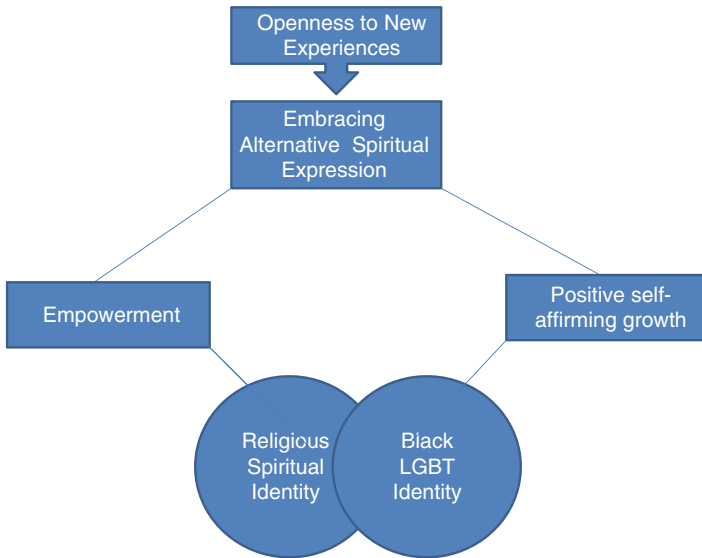 Openness to New
Experiences
Embracing
Alternative Spiritual
Expression
Empowerment
Positive self-
affirming growth
Religious
Spiritual
Identity
Black
LGBT
Identity